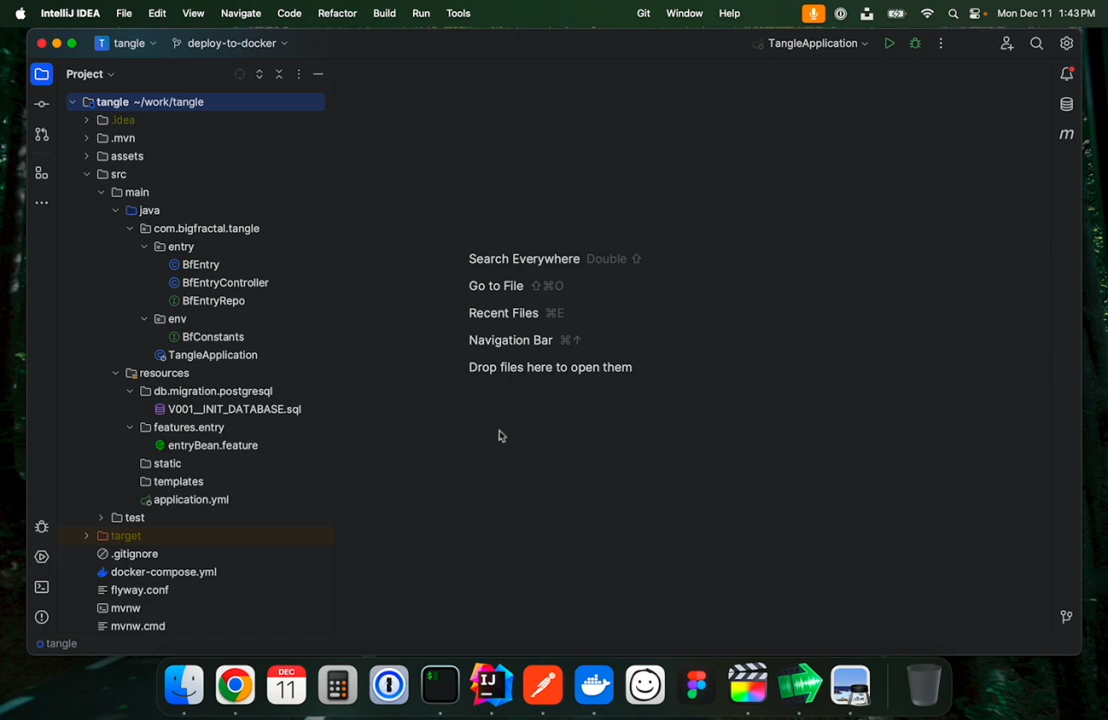 IntelliJ IDEA File Edit View Navigate Code Refactor Build Run Tools Git Window Help Mon Dec 11 1:43 PM
T tangle deploy-to-docker TangleApplication
Project
tangle ~/work/tangle
.idea
.mvn
assets
src
main
java
com.bigfractal.tangle
entry
BfEntry
BfEntryController
BfEntryRepo
env
BfConstants
TangleApplication
resources
db.migration.postgresql
V001__INIT_DATABASE.sql
features.entry
entryBean.feature
static
templates
application.yml
test
target
.gitignore
docker-compose.yml
flyway.conf
mvnw
mvnw.cmd
Search Everywhere Double ⇧
Go to File ⇧⌘O
Recent Files ⌘E
Navigation Bar ⌘↑
Drop files here to open them
m
tangle
DEC
11
$
IJ